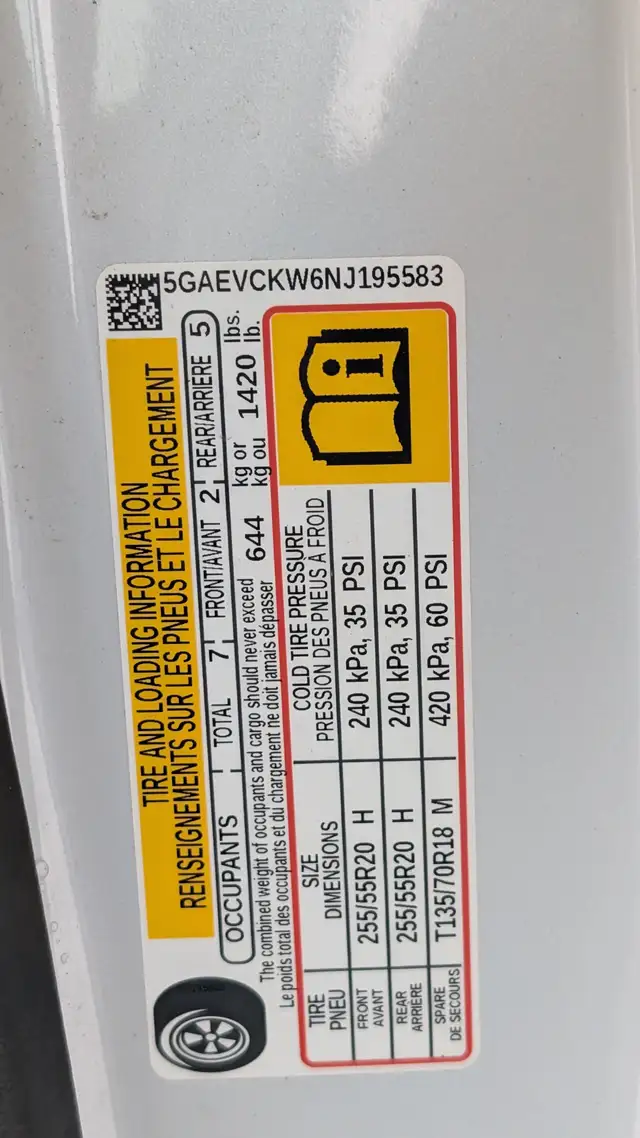 5GAEVCKW6NJ195583
TIRE AND LOADING INFORMATION
RENSEIGNEMENTS SUR LES PNEUS ET LE CHARGEMENT
OCCUPANTS TOTAL 7 FRONT/AVANT 2 REAR/ARRIÈRE 5
The combined weight of occupants and cargo should never exceed 644 kg or 1420 lbs.
Le poids total des occupants et du chargement ne doit jamais dépasser kg ou lb.
TIRE SIZE COLD TIRE PRESSURE
PNEU DIMENSIONS PRESSION DES PNEUS À FROID
FRONT
AVANT 255/55R20 H 240 kPa, 35 PSI
REAR
ARRIÈRE 255/55R20 H 240 kPa, 35 PSI
SPARE
DE SECOURS T135/70R18 M 420 kPa, 60 PSI